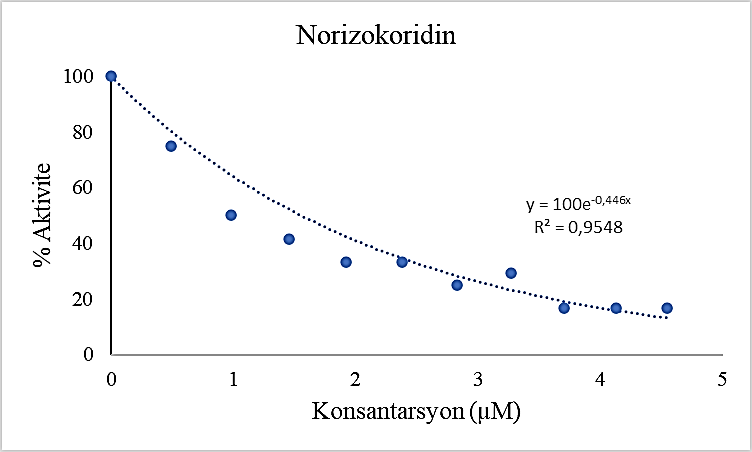 Norizokoridin
100
80
60
40
20
0
% Aktivite
y = 100e⁻⁰,⁴⁴⁶ˣ
R² = 0,9548
0 1 2 3 4 5
Konsantarsyon (µM)